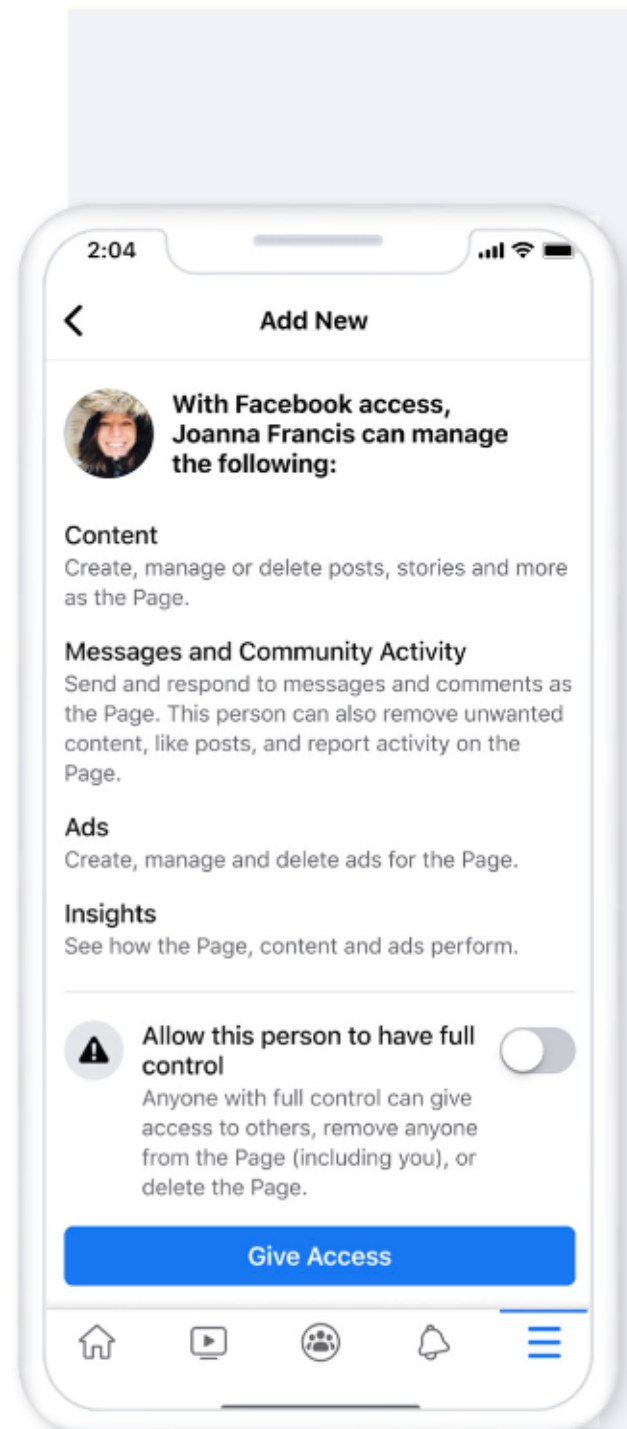 2:04
Add New
With Facebook access,
Joanna Francis can manage
the following:
Content
Create, manage or delete posts, stories and more
as the Page.
Messages and Community Activity
Send and respond to messages and comments as
the Page. This person can also remove unwanted
content, like posts, and report activity on the
Page.
Ads
Create, manage and delete ads for the Page.
Insights
See how the Page, content and ads perform.
Allow this person to have full
control
Anyone with full control can give
access to others, remove anyone
from the Page (including you), or
delete the Page.
Give Access